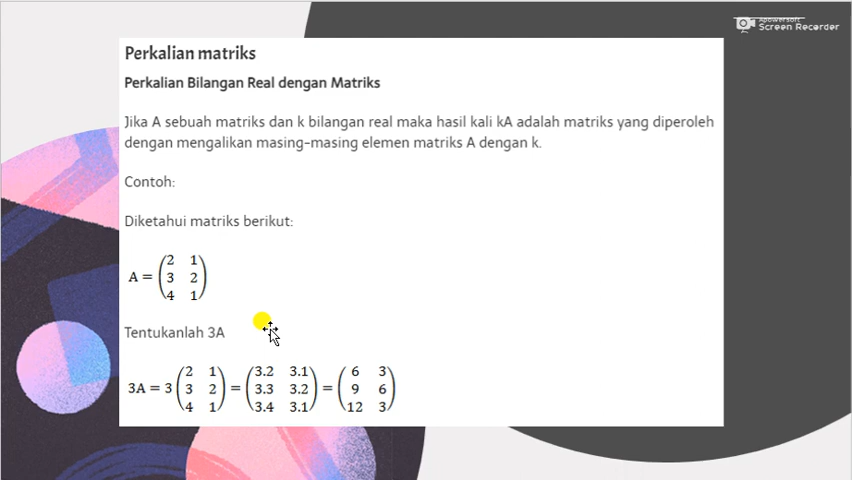 Apowersoft
Screen Recorder
Perkalian matriks
Perkalian Bilangan Real dengan Matriks
Jika A sebuah matriks dan k bilangan real maka hasil kali kA adalah matriks yang diperoleh
dengan mengalikan masing-masing elemen matriks A dengan k.
Contoh:
Diketahui matriks berikut:
2 1
A = 3 2
4 1
Tentukanlah 3A
2 1 3.2 3.1 6 3
3A = 3 3 2 = 3.3 3.2 = 9 6
4 1 3.4 3.1 12 3